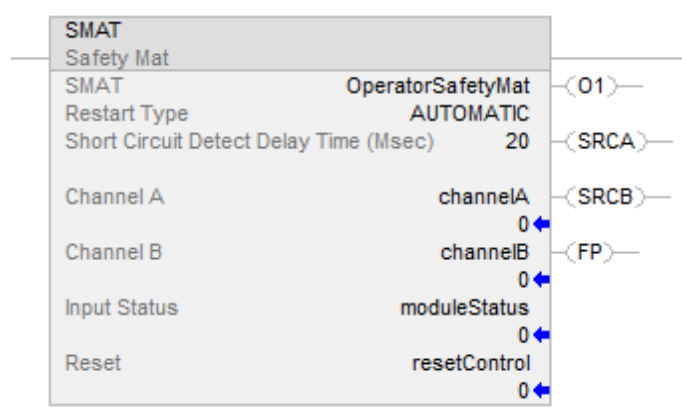 SMAT
Safety Mat
SMAT OperatorSafetyMat (O1)
Restart Type AUTOMATIC
Short Circuit Detect Delay Time (Msec) 20 (SRCA)
Channel A channelA (SRCB)
0
Channel B channelB (FP)
0
Input Status moduleStatus
0
Reset resetControl
0